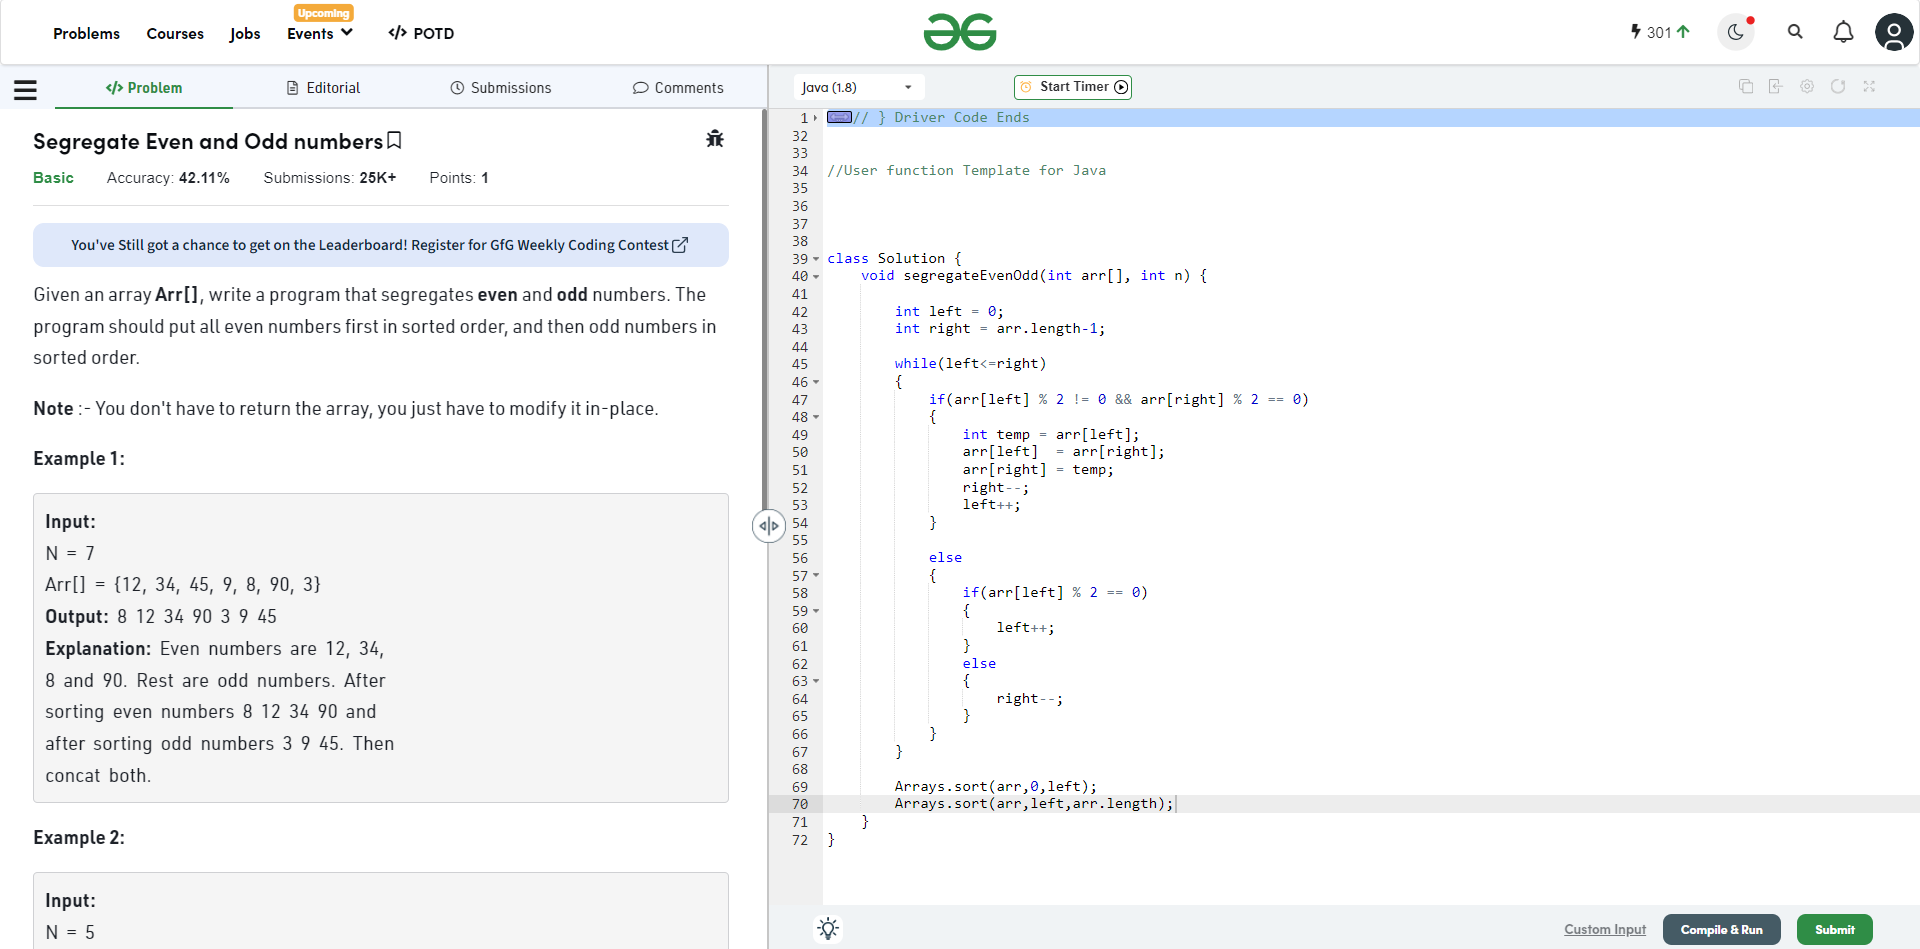 Problems Courses Jobs Upcoming Events </> POTD
301
</> Problem Editorial Submissions Comments
Segregate Even and Odd numbers
Basic Accuracy: 42.11% Submissions: 25K+ Points: 1
You've Still got a chance to get on the Leaderboard! Register for GfG Weekly Coding Contest
Given an array Arr[], write a program that segregates even and odd numbers. The
program should put all even numbers first in sorted order, and then odd numbers in
sorted order.
Note :- You don't have to return the array, you just have to modify it in-place.
Example 1:
Input:
N = 7
Arr[] = {12, 34, 45, 9, 8, 90, 3}
Output: 8 12 34 90 3 9 45
Explanation: Even numbers are 12, 34,
8 and 90. Rest are odd numbers. After
sorting even numbers 8 12 34 90 and
after sorting odd numbers 3 9 45. Then
concat both.
Example 2:
Input:
N = 5
Java (1.8) Start Timer
1 // } Driver Code Ends
32
33
34 //User function Template for Java
35
36
37
38
39 class Solution {
40 void segregateEvenOdd(int arr[], int n) {
41
42 int left = 0;
43 int right = arr.length-1;
44
45 while(left<=right)
46 {
47 if(arr[left] % 2 != 0 && arr[right] % 2 == 0)
48 {
49 int temp = arr[left];
50 arr[left]  = arr[right];
51 arr[right] = temp;
52 right--;
53 left++;
54 }
55
56 else
57 {
58 if(arr[left] % 2 == 0)
59 {
60 left++;
61 }
62 else
63 {
64 right--;
65 }
66 }
67 }
68
69 Arrays.sort(arr,0,left);
70 Arrays.sort(arr,left,arr.length);
71 }
72 }
Custom Input Compile & Run Submit